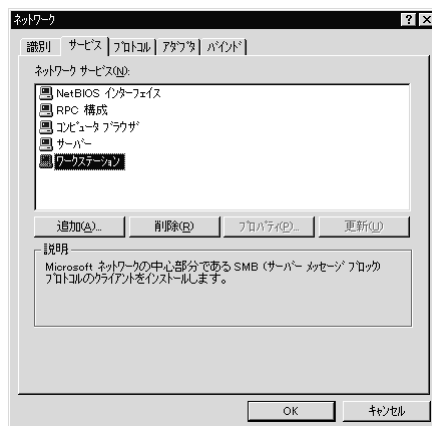 ネットワーク
識別 サービス プロトコル アダプタ バインド
ネットワーク サービス(N):
NetBIOS インターフェイス
RPC 構成
コンピュータ ブラウザ
サーバー
ワークステーション
追加(A)... 削除(R) プロパティ(P)... 更新(U)
説明
Microsoft ネットワークの中心部分である SMB (サーバー メッセージ ブロック)
プロトコルのクライアントをインストールします。
OK キャンセル